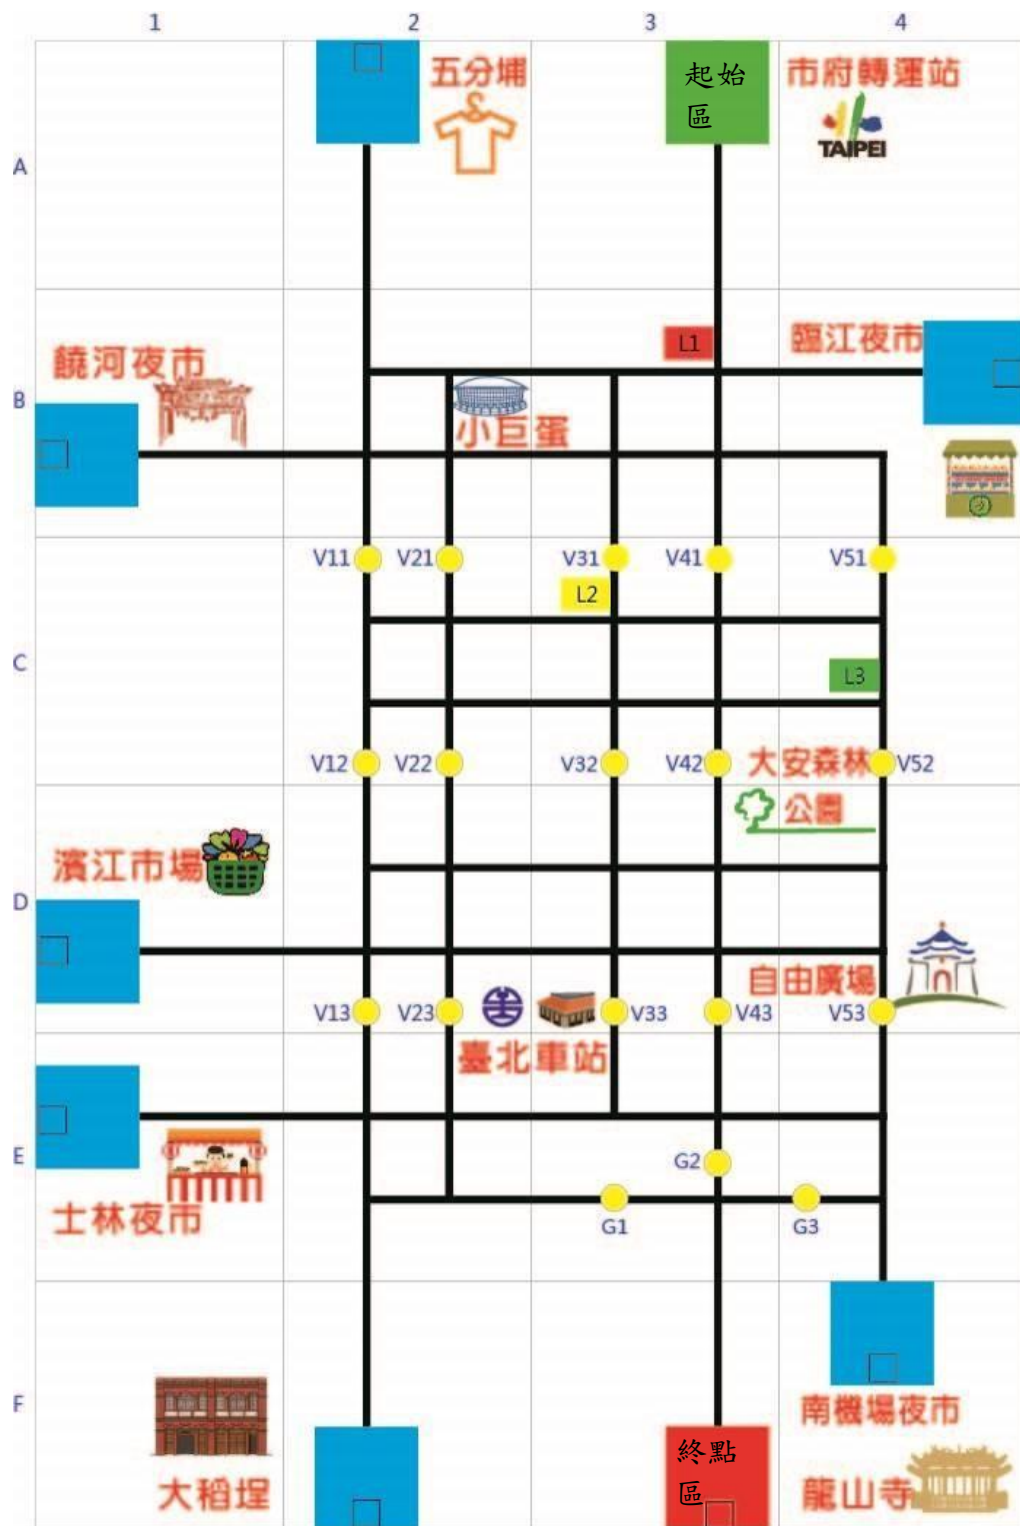 1
2
3
4
五分埔
起始
區
市府轉運站
TAIPEI
A
L1
臨江夜市
饒河夜市
B
小巨蛋
V11
V21
V31
V41
V51
L2
C
L3
V12
V22
V32
V42
大安森林
V52
公園
濱江市場
D
自由廣場
V13
V23
V33
V43
V53
臺北車站
E
G2
士林夜市
G1
G3
F
南機場夜市
終點
區
大稻埕
龍山寺